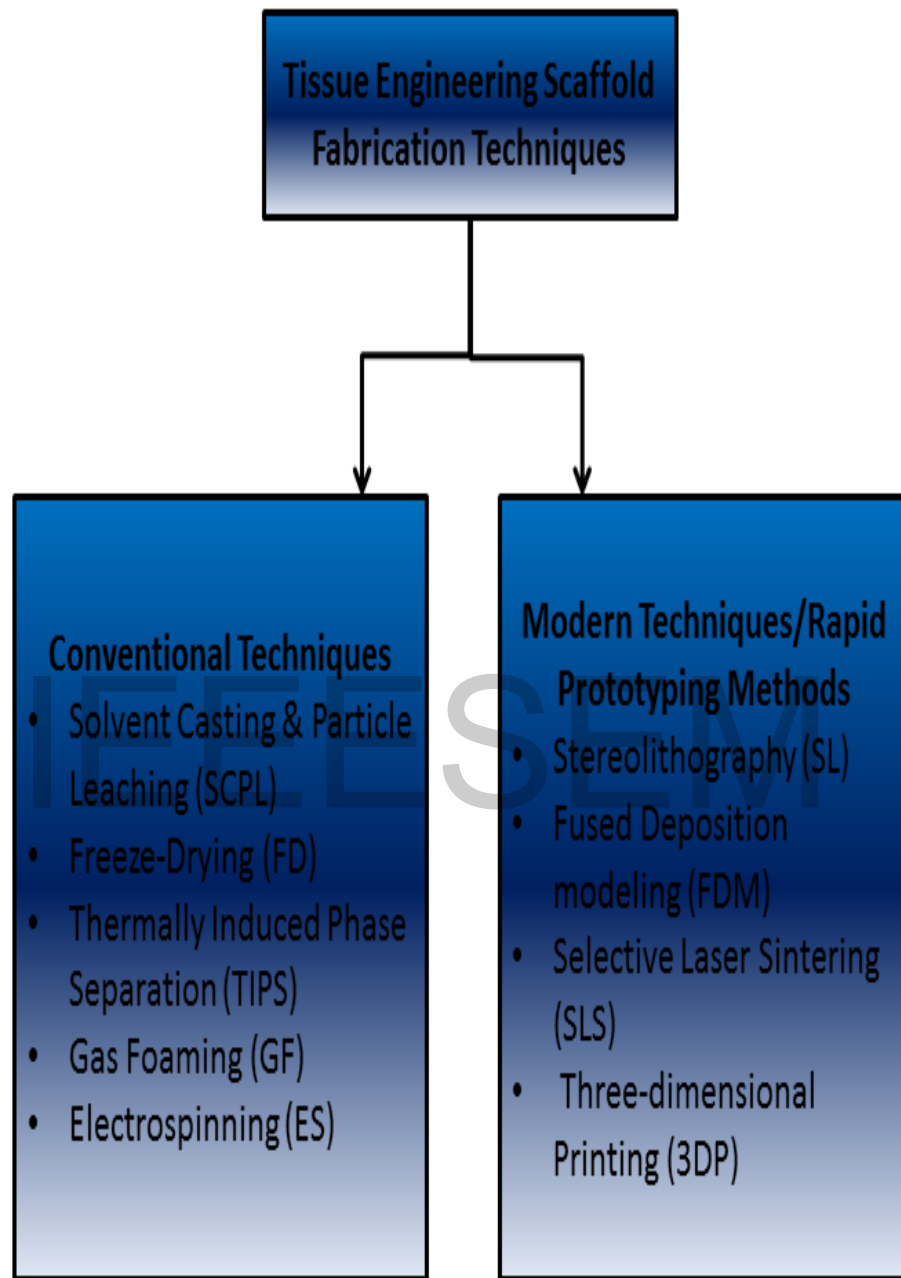 Tissue Engineering Scaffold
Fabrication Techniques
Conventional Techniques
• Solvent Casting & Particle
Leaching (SCPL)
• Freeze-Drying (FD)
• Thermally Induced Phase
Separation (TIPS)
• Gas Foaming (GF)
• Electrospinning (ES)
Modern Techniques/Rapid
Prototyping Methods
• Stereolithography (SL)
• Fused Deposition
modeling (FDM)
• Selective Laser Sintering
(SLS)
• Three-dimensional
Printing (3DP)
IFEESEM